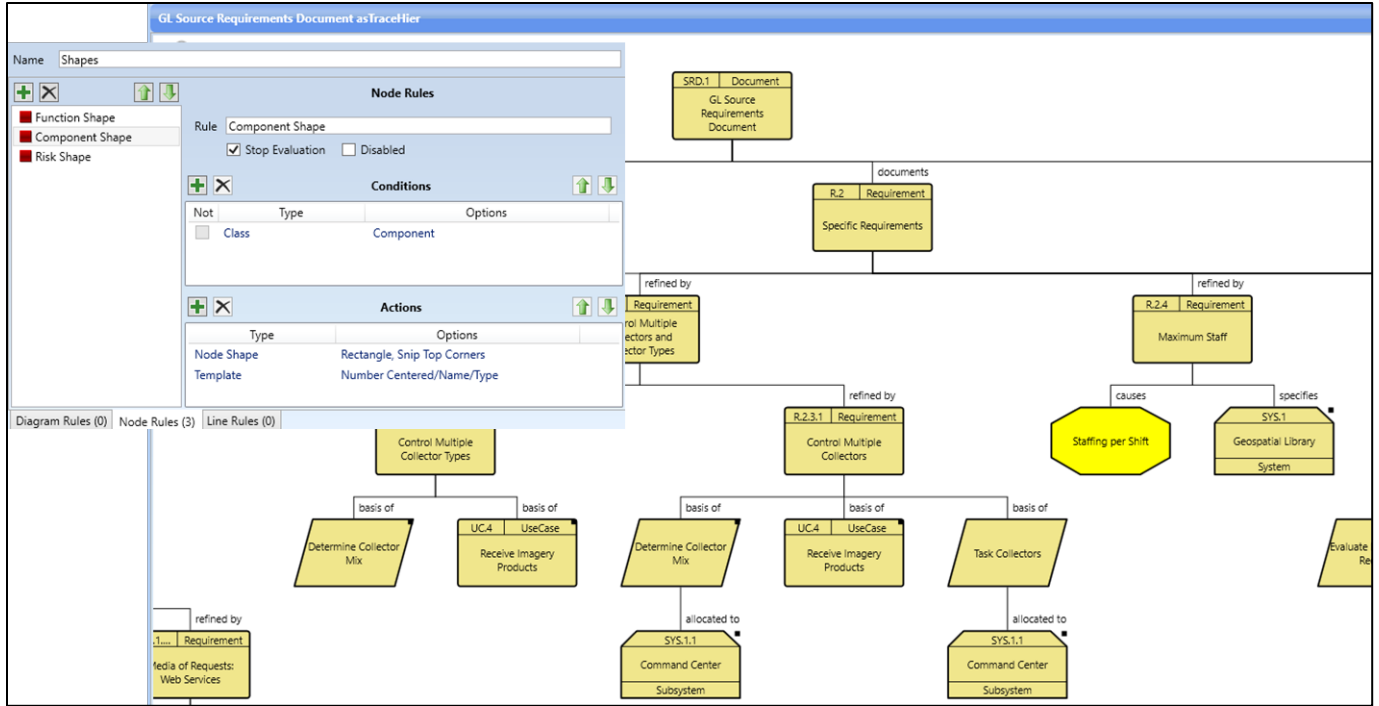 GL Source Requirements Document asTraceHier
Name Shapes
Node Rules
Function Shape
Component Shape
Risk Shape
Rule Component Shape
Stop Evaluation Disabled
Conditions
Not Type Options
Class Component
Actions
Type Options
Node Shape Rectangle, Snip Top Corners
Template Number Centered/Name/Type
Diagram Rules (0) Node Rules (3) Line Rules (0)
SRD.1 Document
GL Source
Requirements
Document
documents
R.2 Requirement
Specific Requirements
refined by
Requirement
rol Multiple
ectors and
ctor Types
refined by
R.2.4 Requirement
Maximum Staff
Control Multiple
Collector Types
refined by
R.2.3.1 Requirement
Control Multiple
Collectors
causes
Staffing per Shift
specifies
SYS.1
Geospatial Library
System
basis of
Determine Collector
Mix
basis of
UC.4 UseCase
Receive Imagery
Products
basis of
Determine Collector
Mix
basis of
UC.4 UseCase
Receive Imagery
Products
basis of
Task Collectors
Evaluate
Re
refined by
.1.... Requirement
Media of Requests:
Web Services
allocated to
SYS.1.1
Command Center
Subsystem
allocated to
SYS.1.1
Command Center
Subsystem